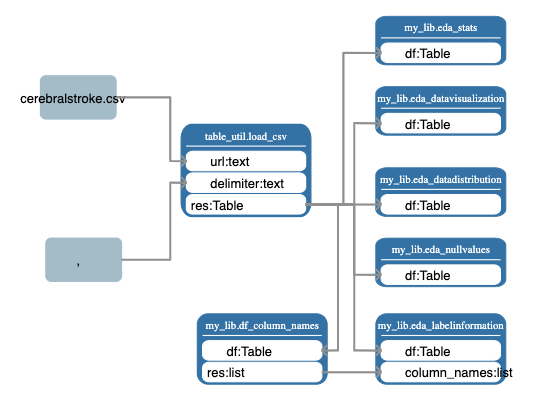 my_lib.eda_stats
df:Table
cerebralstroke.csv
my_lib.eda_datavisualization
df:Table
table_util.load_csv
url:text
delimiter:text
res:Table
my_lib.eda_datadistribution
df:Table
,
my_lib.eda_nullvalues
df:Table
my_lib.df_column_names
df:Table
res:list
my_lib.eda_labelinformation
df:Table
column_names:list